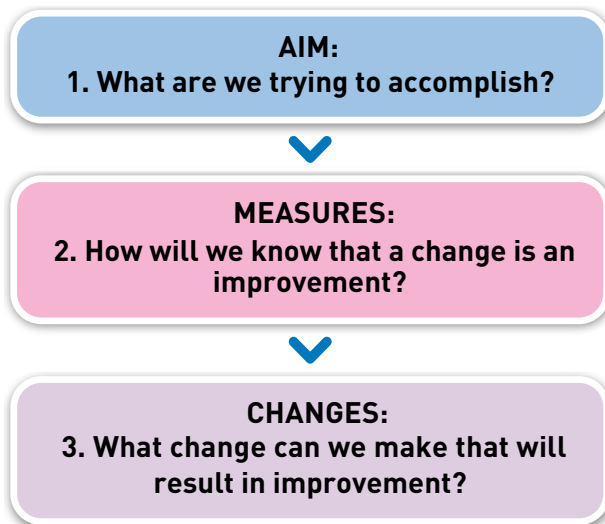 AIM:
1. What are we trying to accomplish?
MEASURES:
2. How will we know that a change is an
improvement?
CHANGES:
3. What change can we make that will
result in improvement?